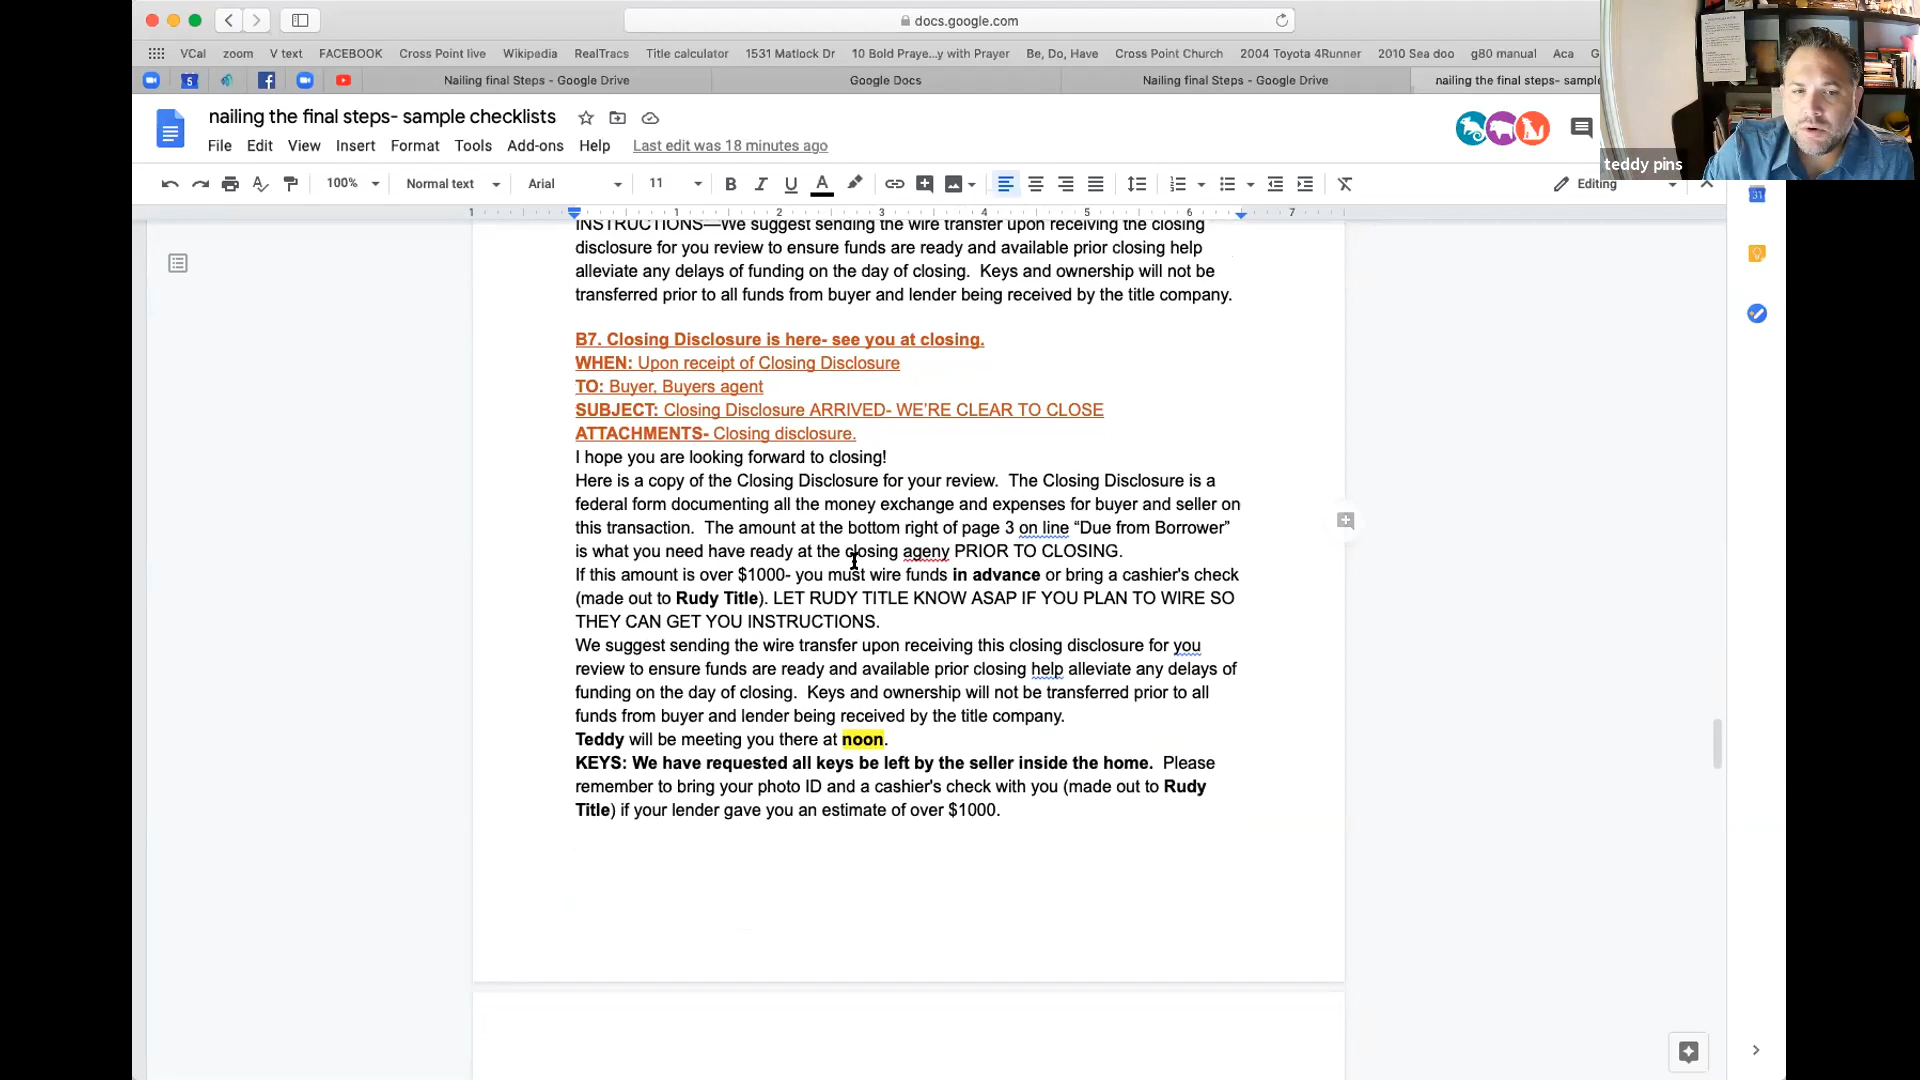 docs.google.com
VCal zoom V text FACEBOOK Cross Point live Wikipedia RealTracs Title calculator 1531 Matlock Dr 10 Bold Praye...y with Prayer Be, Do, Have Cross Point Church 2004 Toyota 4Runner 2010 Sea doo g80 manual Aca
5 Nailing final Steps - Google Drive Google Docs Nailing final Steps - Google Drive nailing the final steps- sample
nailing the final steps- sample checklists
File Edit View Insert Format Tools Add-ons Help Last edit was 18 minutes ago
teddy pins
100% Normal text Arial 11 B I U A Editing
1 1 2 3 4 5 6 7
31
INSTRUCTIONS—We suggest sending the wire transfer upon receiving the closing
disclosure for you review to ensure funds are ready and available prior closing help
alleviate any delays of funding on the day of closing.  Keys and ownership will not be
transferred prior to all funds from buyer and lender being received by the title company.
B7. Closing Disclosure is here- see you at closing.
WHEN: Upon receipt of Closing Disclosure
TO: Buyer, Buyers agent
SUBJECT: Closing Disclosure ARRIVED- WE'RE CLEAR TO CLOSE
ATTACHMENTS- Closing disclosure.
I hope you are looking forward to closing!
Here is a copy of the Closing Disclosure for your review.  The Closing Disclosure is a
federal form documenting all the money exchange and expenses for buyer and seller on
this transaction.  The amount at the bottom right of page 3 on line “Due from Borrower”
is what you need have ready at the closing ageny PRIOR TO CLOSING.
If this amount is over $1000- you must wire funds in advance or bring a cashier's check
(made out to Rudy Title). LET RUDY TITLE KNOW ASAP IF YOU PLAN TO WIRE SO
THEY CAN GET YOU INSTRUCTIONS.
We suggest sending the wire transfer upon receiving this closing disclosure for you
review to ensure funds are ready and available prior closing help alleviate any delays of
funding on the day of closing.  Keys and ownership will not be transferred prior to all
funds from buyer and lender being received by the title company.
Teddy will be meeting you there at noon.
KEYS: We have requested all keys be left by the seller inside the home.  Please
remember to bring your photo ID and a cashier's check with you (made out to Rudy
Title) if your lender gave you an estimate of over $1000.